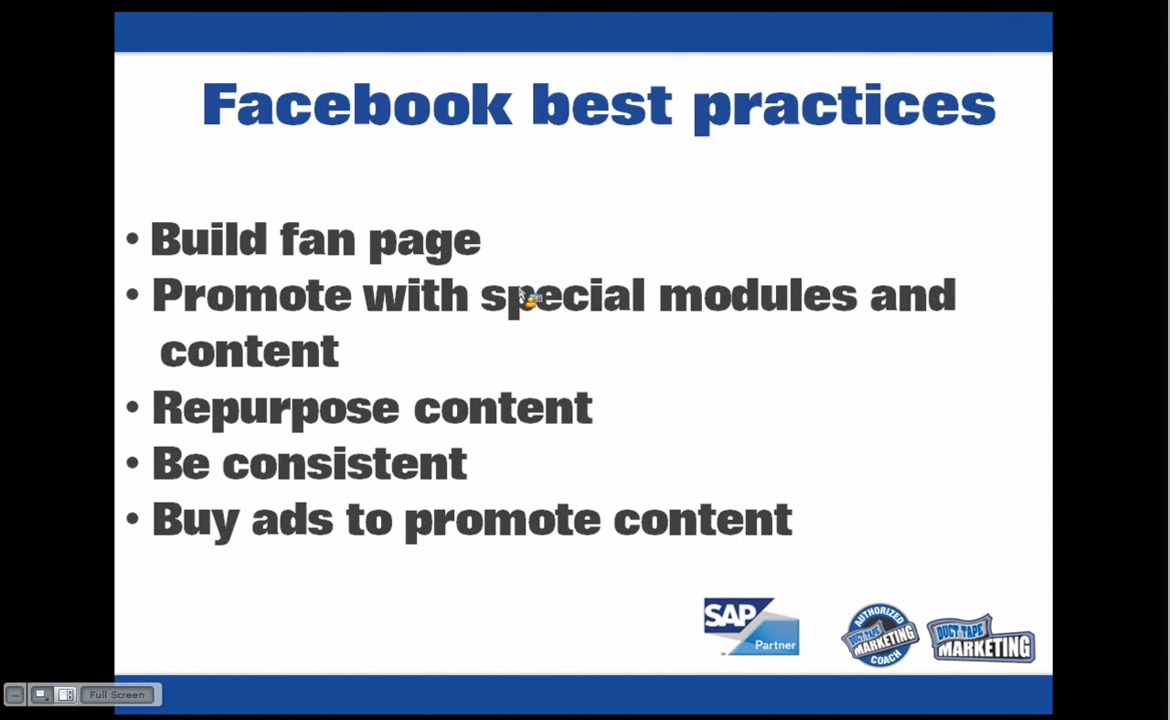 Facebook best practices
• Build fan page
• Promote with special modules and
content
• Repurpose content
• Be consistent
• Buy ads to promote content
SAP
Partner
AUTHORIZED
DUCT TAPE
MARKETING
COACH
DUCT TAPE
MARKETING
Full Screen